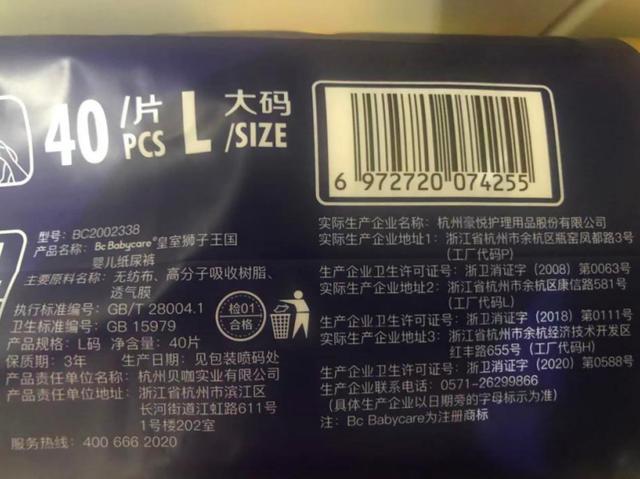 40/片 PCS
L 大码 /SIZE
6 972720 074255
型号：BC2002338
产品名称：Bc Babycare®皇室狮子王国
婴儿纸尿裤
主要原料名称：无纺布、高分子吸收树脂、
透气膜
执行标准编号：GB/T 28004.1
卫生标准编号：GB 15979
产品规格：L码 净含量：40片
保质期：3年 生产日期：见包装喷码处
产品责任单位名称：杭州贝咖实业有限公司
产品责任单位地址：浙江省杭州市滨江区
长河街道江虹路611号
1号楼202室
服务热线：400 666 2020
检01
合格
实际生产企业名称：杭州豪悦护理用品股份有限公司
实际生产企业地址1：浙江省杭州市余杭区瓶窑凤都路3号
(工厂代码P)
生产企业卫生许可证号：浙卫消证字（2008）第0063号
实际生产企业地址2：浙江省杭州市余杭区康信路581号
(工厂代码L)
生产企业卫生许可证号：浙卫消证字（2018）第0111号
实际生产企业地址3：浙江省杭州市余杭经济技术开发区
红丰路655号（工厂代码H）
生产企业卫生许可证号：浙卫消证字（2020）第0588号
生产企业联系电话：0571-26299866
(具体生产企业以日期旁的字母标示为准)
注：Bc Babycare为注册商标